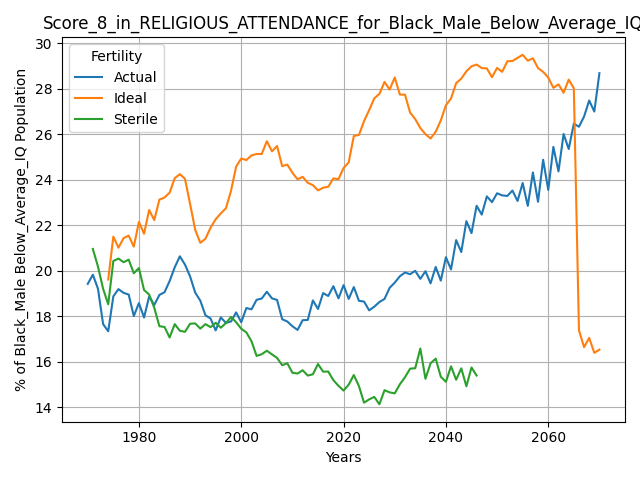 Score_8_in_RELIGIOUS_ATTENDANCE_for_Black_Male_Below_Average_IQ
Fertility
Actual
Ideal
Sterile
% of Black_Male Below_Average_IQ Population
30
28
26
24
22
20
18
16
14
1980
2000
2020
2040
2060
Years